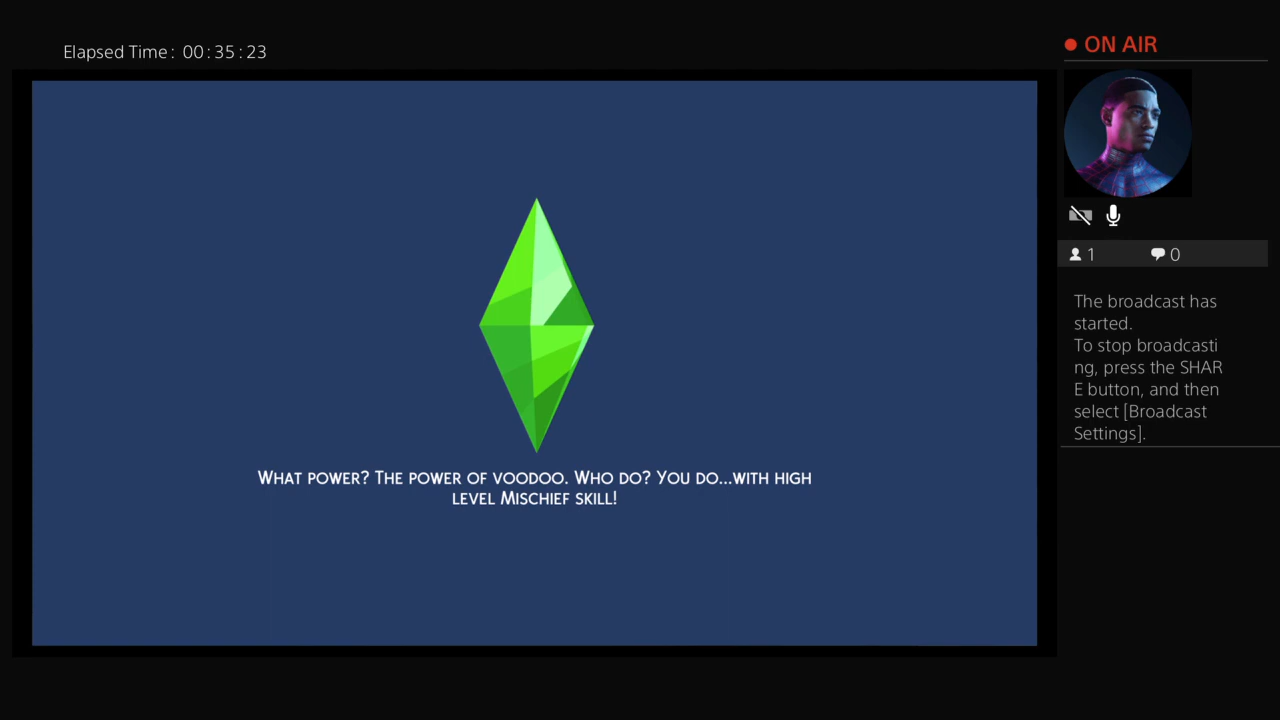 Elapsed Time: 00:35:23
ON AIR
1 0
The broadcast has
started.
To stop broadcasti
ng, press the SHAR
E button, and then
select [Broadcast
Settings].
What power? The power of voodoo. Who do? You do...with high
level Mischief skill!